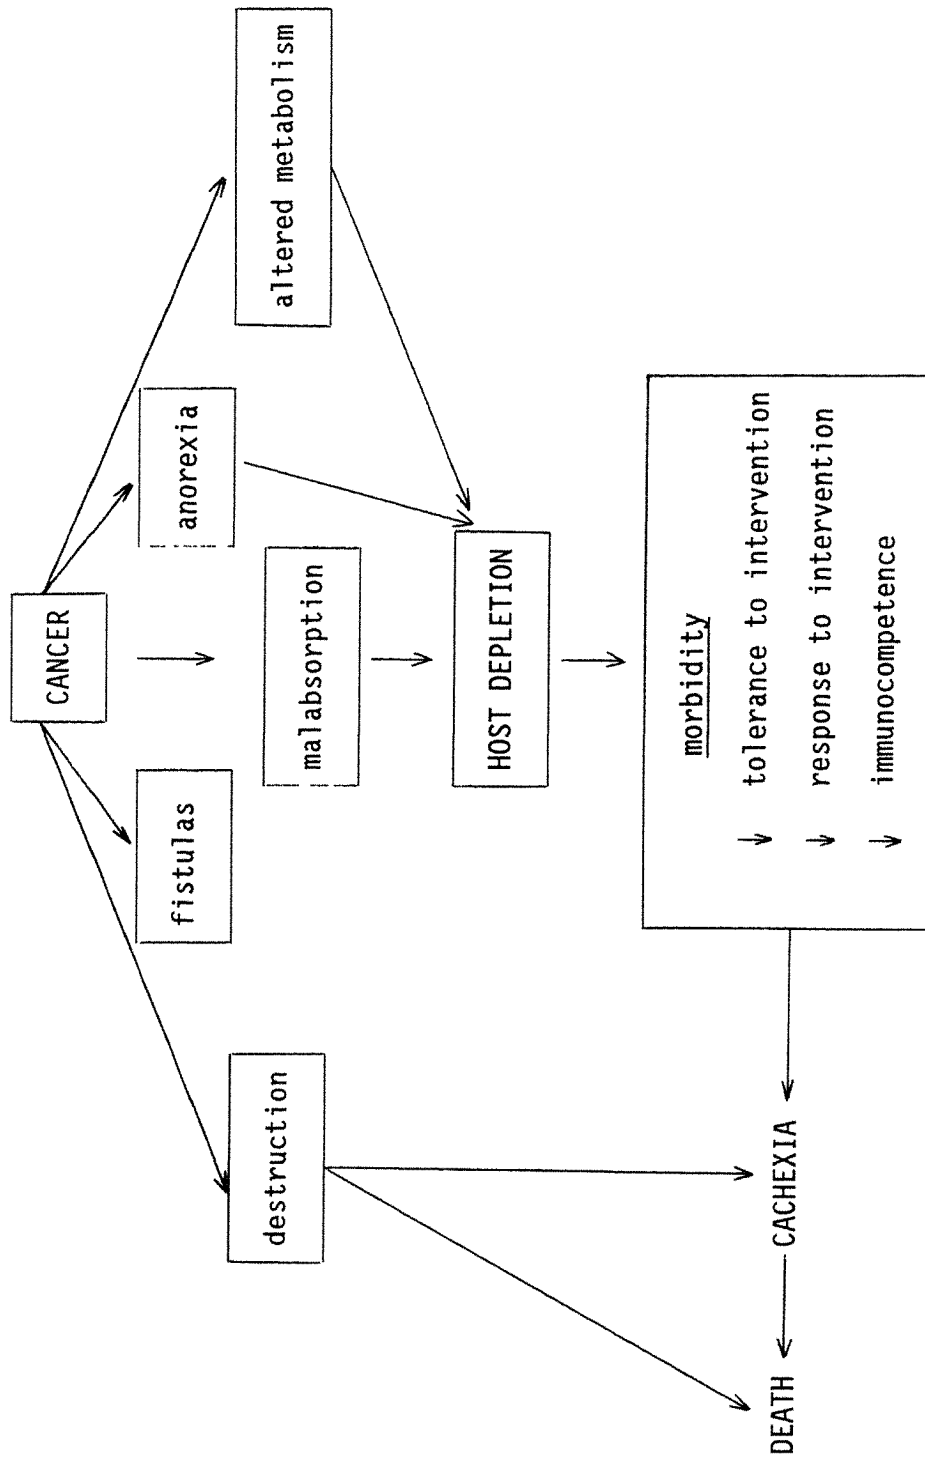 CANCER
fistulas
anorexia
destruction
malabsorption
altered metabolism
HOST DEPLETION
morbidity
↓ tolerance to intervention
↓ response to intervention
↓ immunocompetence
DEATH
CACHEXIA